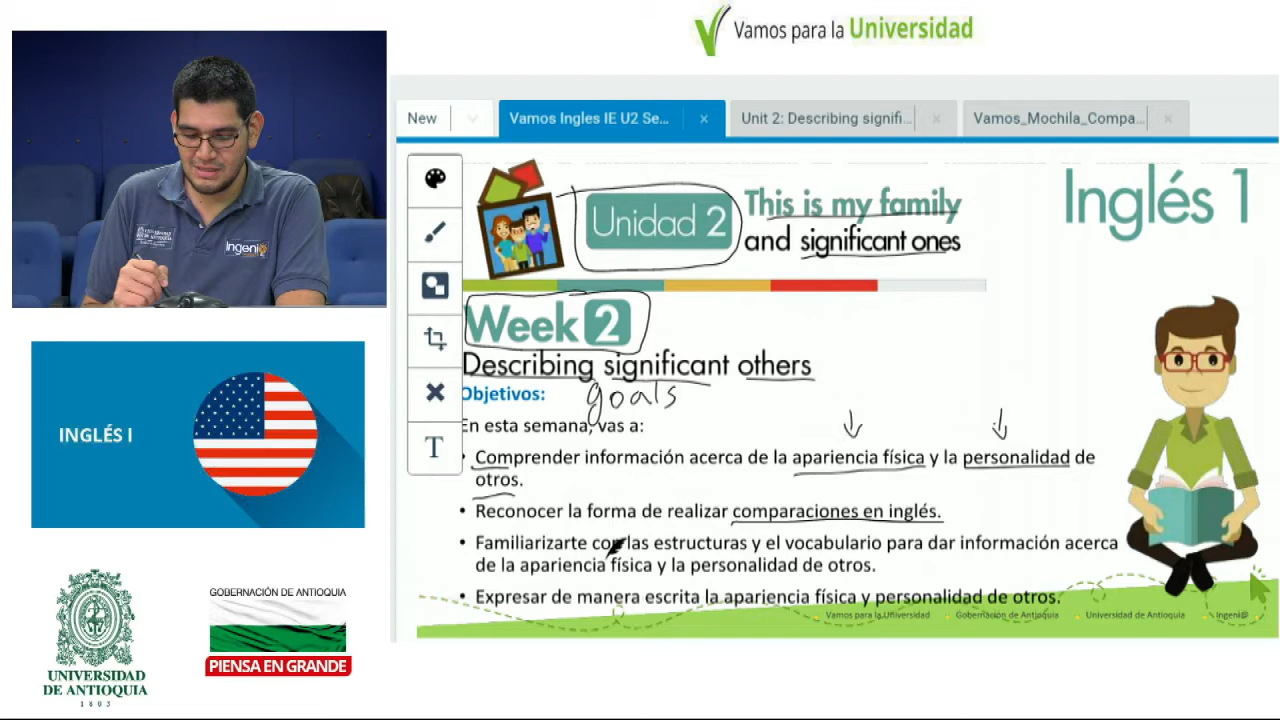 Vamos para la Universidad
New
Vamos Ingles IE U2 Se...
Unit 2: Describing signifi...
Vamos_Mochila_Compa...
Unidad 2
This is my family
and significant ones
Inglés 1
Week 2
Describing significant others
Objetivos:
goals
En esta semana, vas a:
• Comprender información acerca de la apariencia física y la personalidad de
otros.
• Reconocer la forma de realizar comparaciones en inglés.
• Familiarizarte con las estructuras y el vocabulario para dar información acerca
de la apariencia física y la personalidad de otros.
• Expresar de manera escrita la apariencia física y personalidad de otros.
Vamos para la Universidad
Gobernación de Antioquia
Universidad de Antioquia
Ingeni@
T
ingeni@
INGLÉS I
UNIVERSIDAD
DE ANTIOQUIA
1803
GOBERNACIÓN DE ANTIOQUIA
PIENSA EN GRANDE